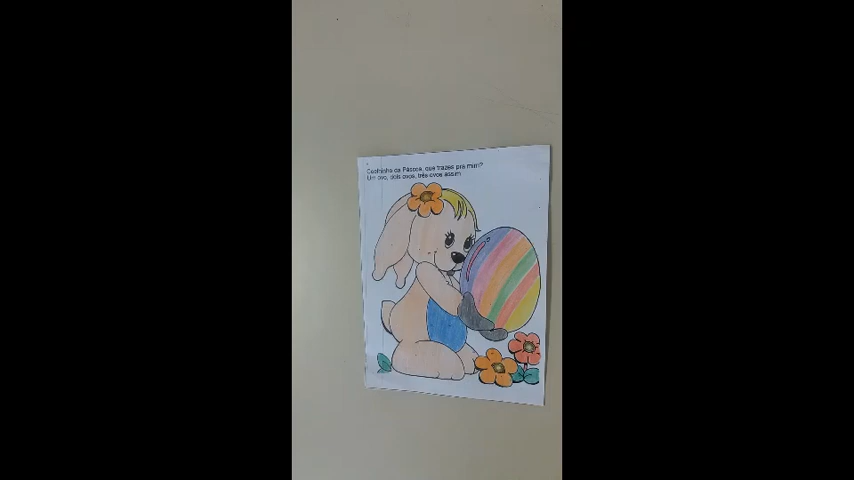 Coelhinho da Páscoa, que trazes pra mim?
Um ovo, dois ovos, três ovos assim